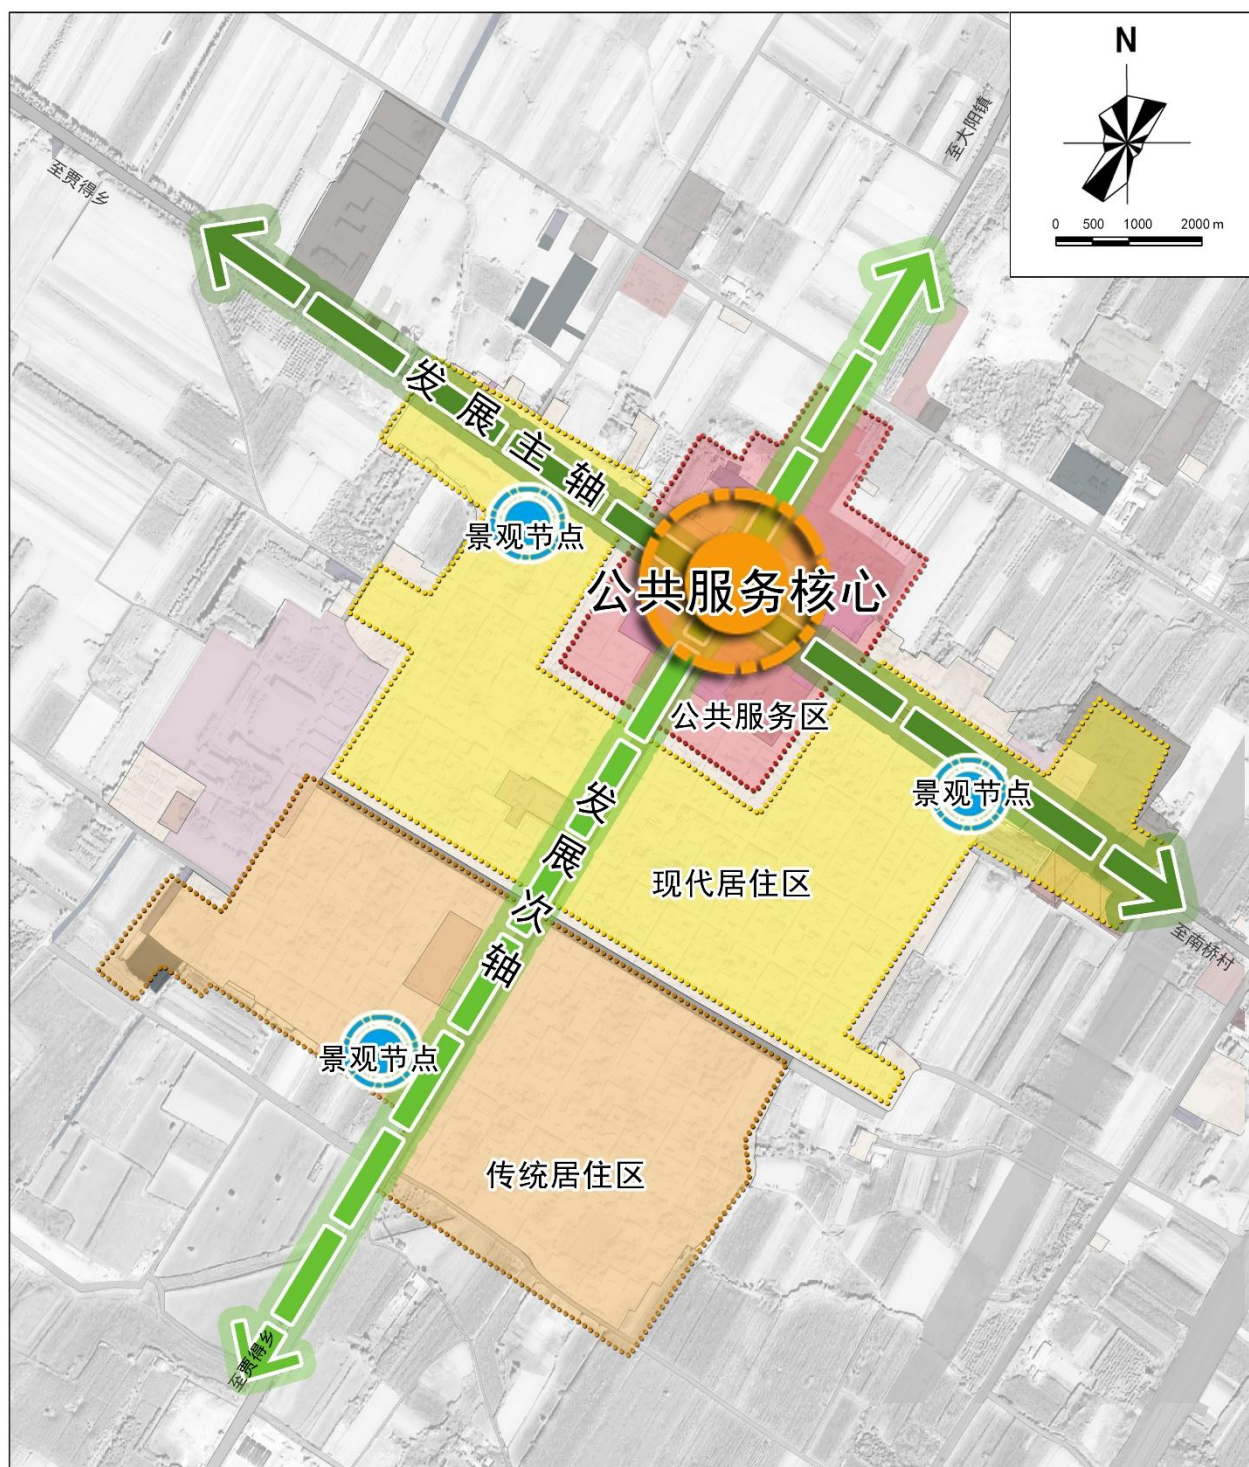 N
0 500 1000 2000 m
至大阳镇
至贾得乡
发展主轴
景观节点
公共服务核心
公共服务区
景观节点
发展次轴
现代居住区
至南桥村
景观节点
传统居住区
至贾得乡